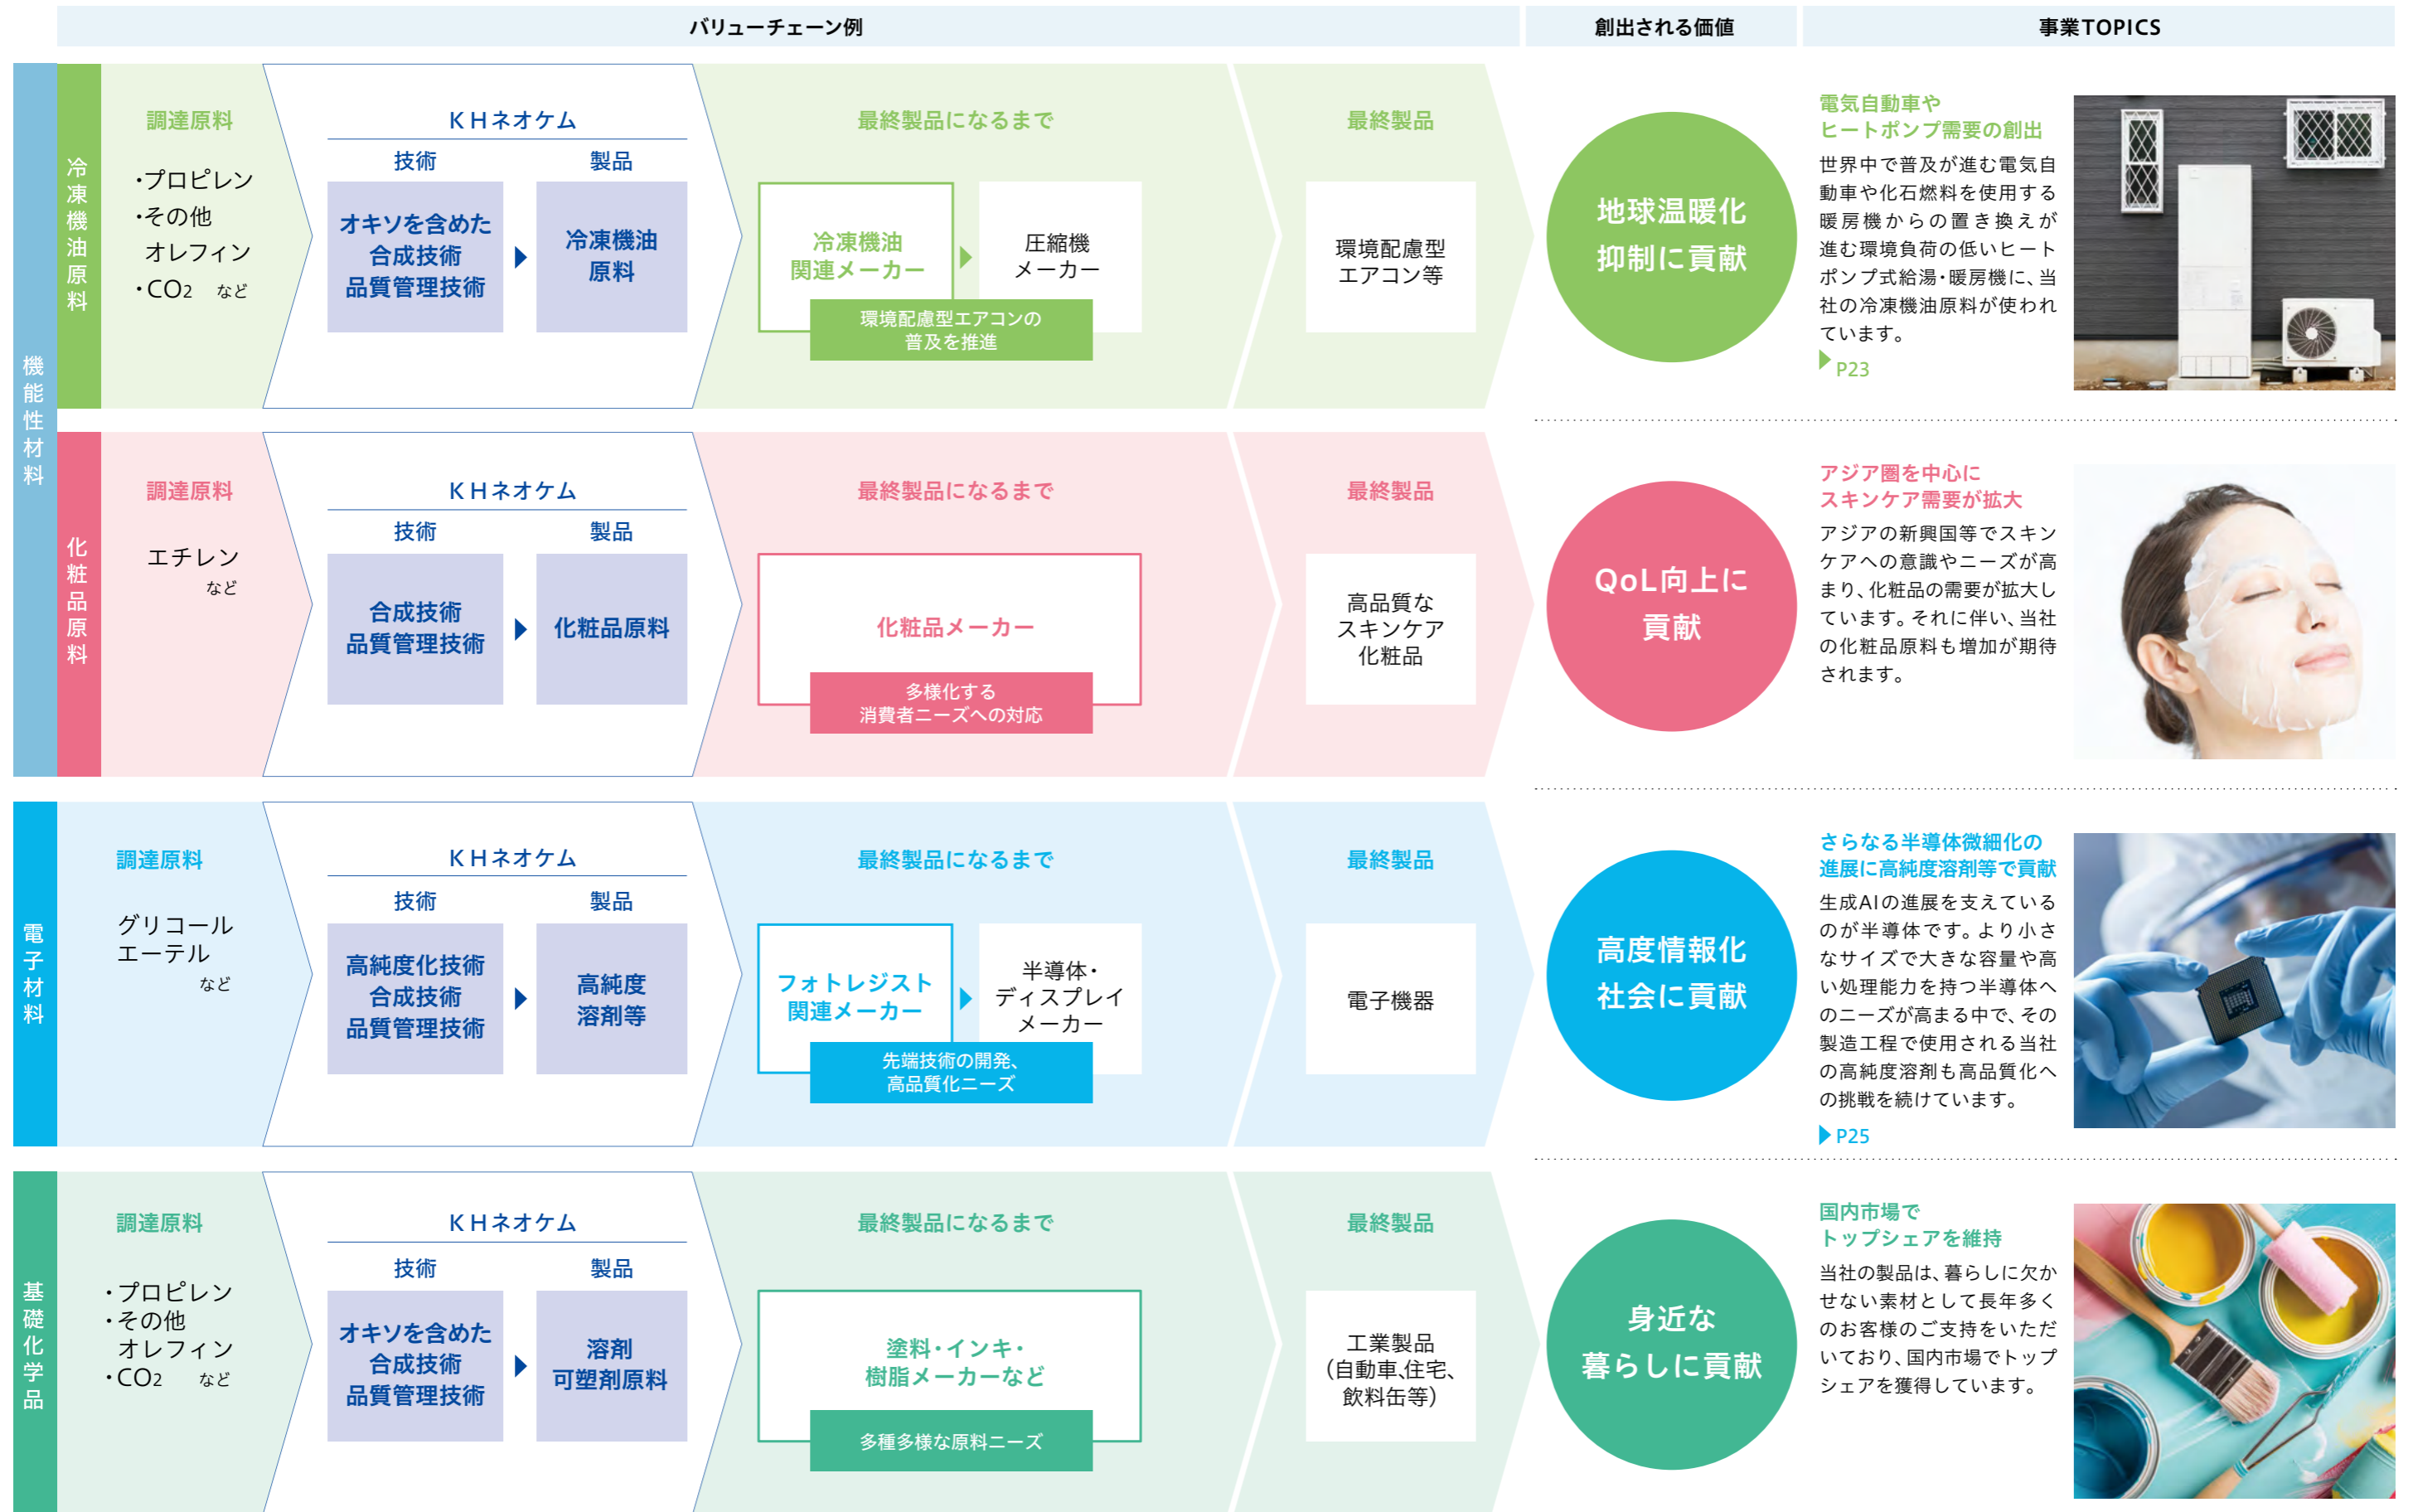 バリューチェーン例
創出される価値
事業TOPICS
機能性材料
冷凍機油原料
調達原料
・プロピレン
・その他
オレフィン
・CO2 など
KHネオケム
技術
製品
オキソを含めた
合成技術
品質管理技術
冷凍機油
原料
最終製品になるまで
冷凍機油
関連メーカー
圧縮機
メーカー
環境配慮型エアコンの
普及を推進
最終製品
環境配慮型
エアコン等
地球温暖化
抑制に貢献
電気自動車や
ヒートポンプ需要の創出
世界中で普及が進む電気自
動車や化石燃料を使用する
暖房機からの置き換えが
進む環境負荷の低いヒート
ポンプ式給湯・暖房機に、当
社の冷凍機油原料が使われ
ています。
P23
化粧品原料
調達原料
エチレン
など
KHネオケム
技術
製品
合成技術
品質管理技術
化粧品原料
最終製品になるまで
化粧品メーカー
多様化する
消費者ニーズへの対応
最終製品
高品質な
スキンケア
化粧品
QoL向上に
貢献
アジア圏を中心に
スキンケア需要が拡大
アジアの新興国等でスキン
ケアへの意識やニーズが高
まり、化粧品の需要が拡大し
ています。それに伴い、当社
の化粧品原料も増加が期待
されます。
電子材料
調達原料
グリコール
エーテル
など
KHネオケム
技術
製品
高純度化技術
合成技術
品質管理技術
高純度
溶剤等
最終製品になるまで
フォトレジスト
関連メーカー
半導体・
ディスプレイ
メーカー
先端技術の開発、
高品質化ニーズ
最終製品
電子機器
高度情報化
社会に貢献
さらなる半導体微細化の
進展に高純度溶剤等で貢献
生成AIの進展を支えている
のが半導体です。より小さ
なサイズで大きな容量や高
い処理能力を持つ半導体へ
のニーズが高まる中で、その
製造工程で使用される当社
の高純度溶剤も高品質化へ
の挑戦を続けています。
P25
基礎化学品
調達原料
・プロピレン
・その他
オレフィン
・CO2 など
KHネオケム
技術
製品
オキソを含めた
合成技術
品質管理技術
溶剤
可塑剤原料
最終製品になるまで
塗料・インキ・
樹脂メーカーなど
多種多様な原料ニーズ
最終製品
工業製品
(自動車、住宅、
飲料缶等)
身近な
暮らしに貢献
国内市場で
トップシェアを維持
当社の製品は、暮らしに欠か
せない素材として長年多く
のお客様のご支持をいただ
いており、国内市場でトップ
シェアを獲得しています。